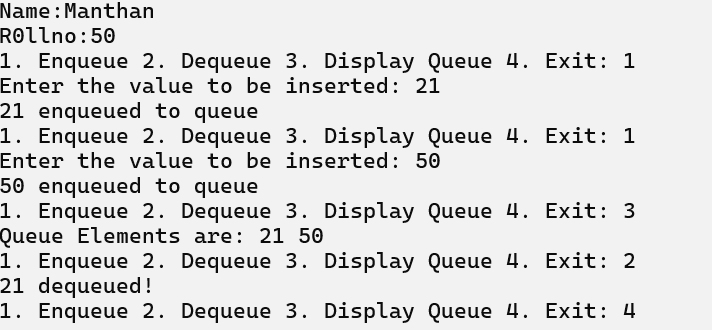 Name:Manthan
R0llno:50
1. Enqueue 2. Dequeue 3. Display Queue 4. Exit: 1
Enter the value to be inserted: 21
21 enqueued to queue
1. Enqueue 2. Dequeue 3. Display Queue 4. Exit: 1
Enter the value to be inserted: 50
50 enqueued to queue
1. Enqueue 2. Dequeue 3. Display Queue 4. Exit: 3
Queue Elements are: 21 50
1. Enqueue 2. Dequeue 3. Display Queue 4. Exit: 2
21 dequeued!
1. Enqueue 2. Dequeue 3. Display Queue 4. Exit: 4